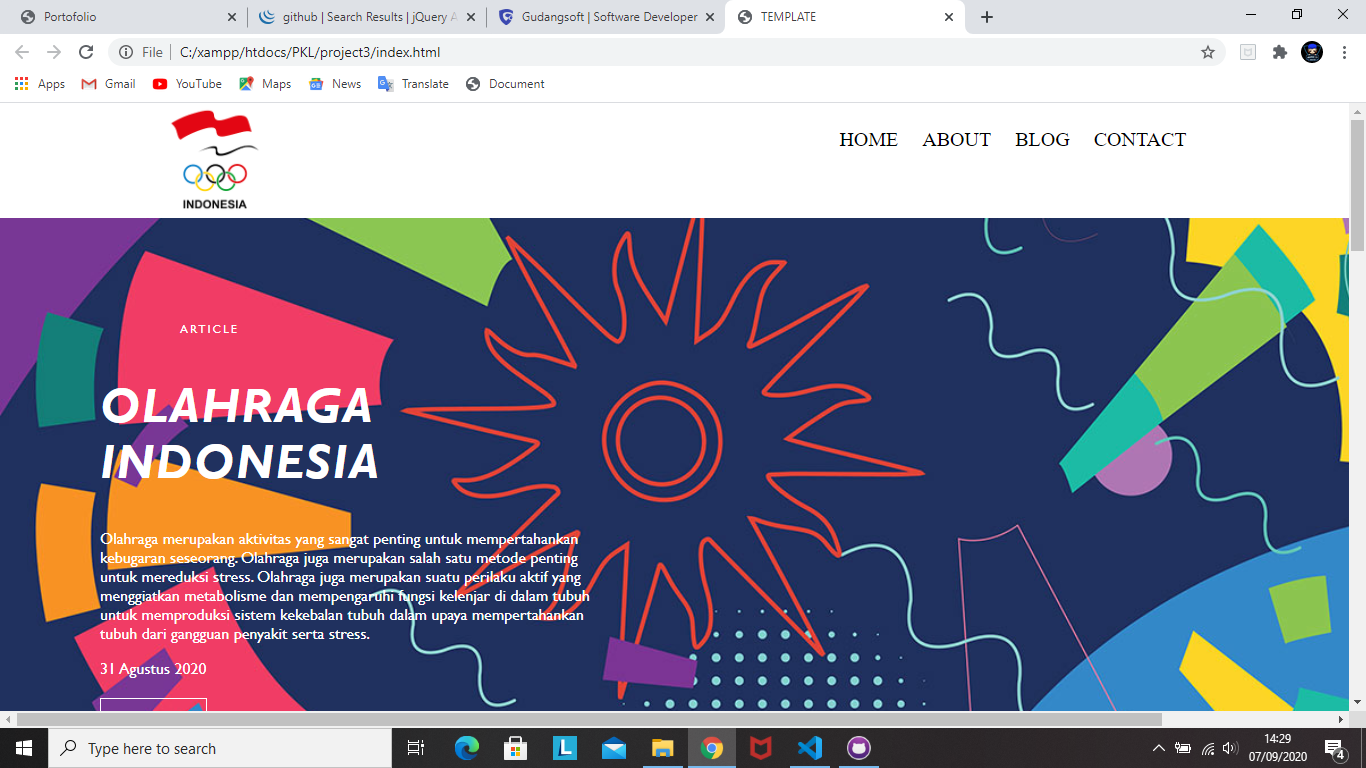 Portofolio
github | Search Results | jQuery A
Gudangsoft | Software Developer
TEMPLATE
File
C:/xampp/htdocs/PKL/project3/index.html
Apps
Gmail
YouTube
Maps
News
Translate
Document
INDONESIA
HOME ABOUT BLOG CONTACT
ARTICLE
OLAHRAGA
INDONESIA
Olahraga merupakan aktivitas yang sangat penting untuk mempertahankan
kebugaran seseorang. Olahraga juga merupakan salah satu metode penting
untuk mereduksi stress. Olahraga juga merupakan suatu perilaku aktif yang
menggiatkan metabolisme dan mempengaruhi fungsi kelenjar di dalam tubuh
untuk memproduksi sistem kekebalan tubuh dalam upaya mempertahankan
tubuh dari gangguan penyakit serta stress.
31 Agustus 2020
Type here to search
L
14:29
07/09/2020
4